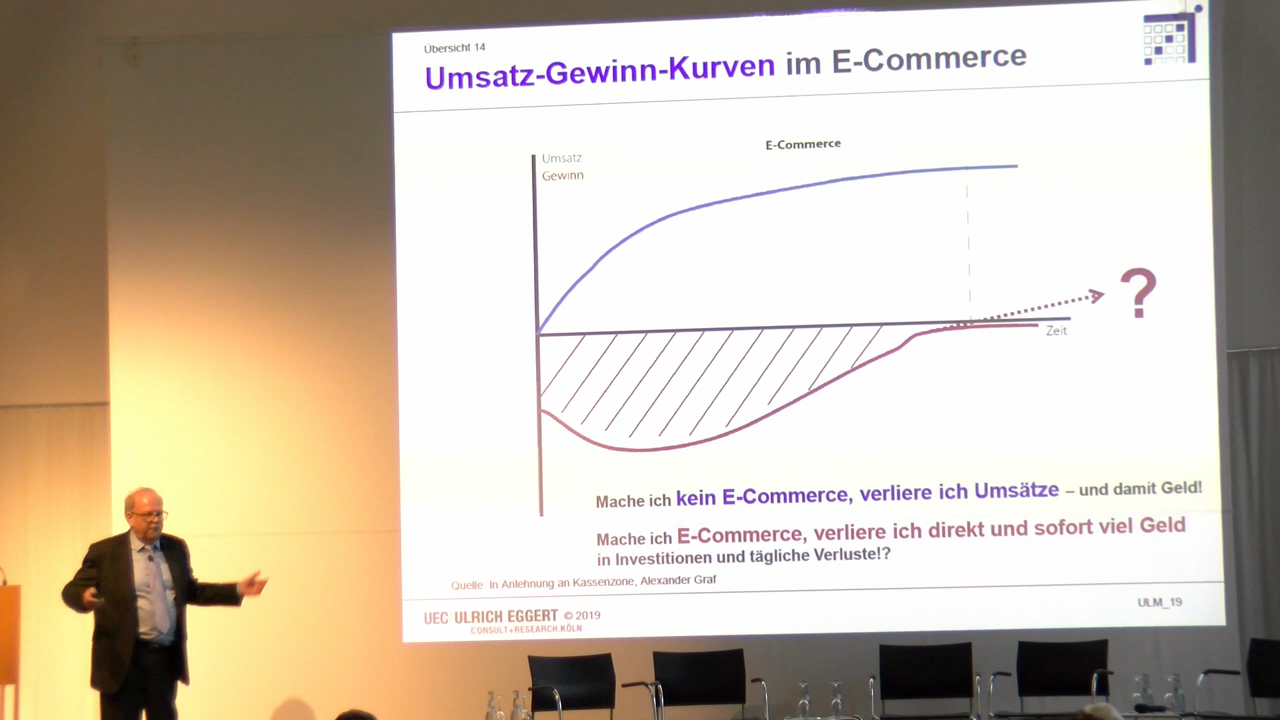 Übersicht 14
Umsatz-Gewinn-Kurven im E-Commerce
E-Commerce
Umsatz
Gewinn
?
Zeit
Mache ich kein E-Commerce, verliere ich Umsätze – und damit Geld!
Mache ich E-Commerce, verliere ich direkt und sofort viel Geld
in Investitionen und tägliche Verluste!?
Quelle: In Anlehnung an Kassenzone, Alexander Graf
UEC ULRICH EGGERT © 2019
CONSULT+RESEARCH.KÖLN
ULM_19